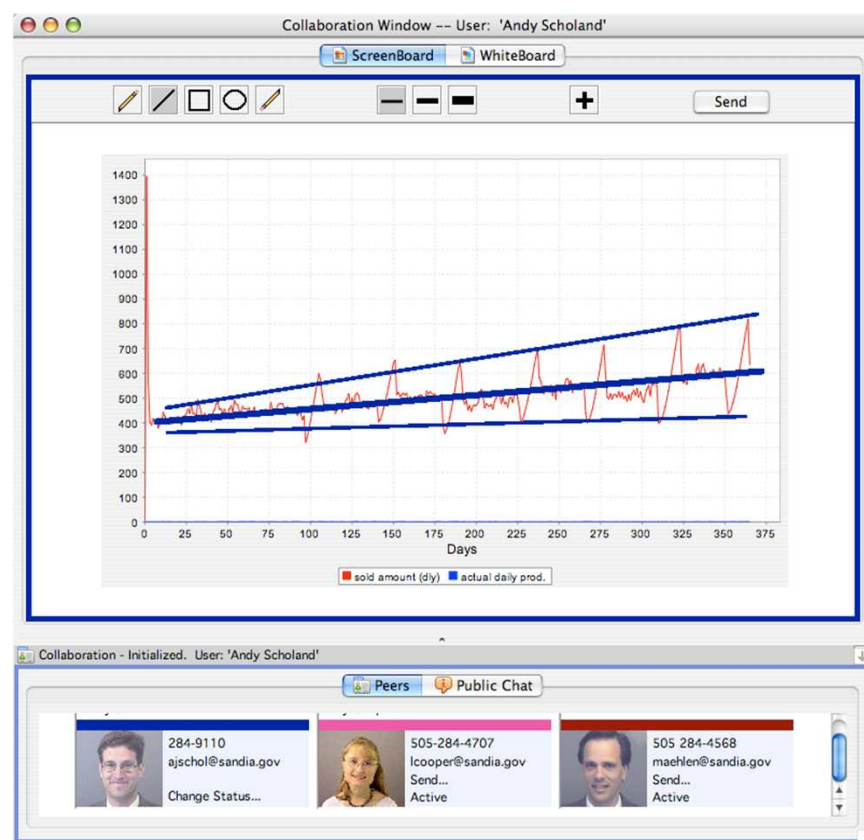 Collaboration Window -- User: 'Andy Scholand'
ScreenBoard WhiteBoard
Send
1400
1300
1200
1100
1000
900
800
700
600
500
400
300
200
100
0
0 25 50 75 100 125 150 175 200 225 250 275 300 325 350 375
Days
sold amount (dly) actual daily prod.
Collaboration - Initialized. User: 'Andy Scholand'
Peers Public Chat
284-9110
ajschol@sandia.gov
Change Status...
505-284-4707
lcooper@sandia.gov
Send...
Active
505 284-4568
maehlen@sandia.gov
Send...
Active